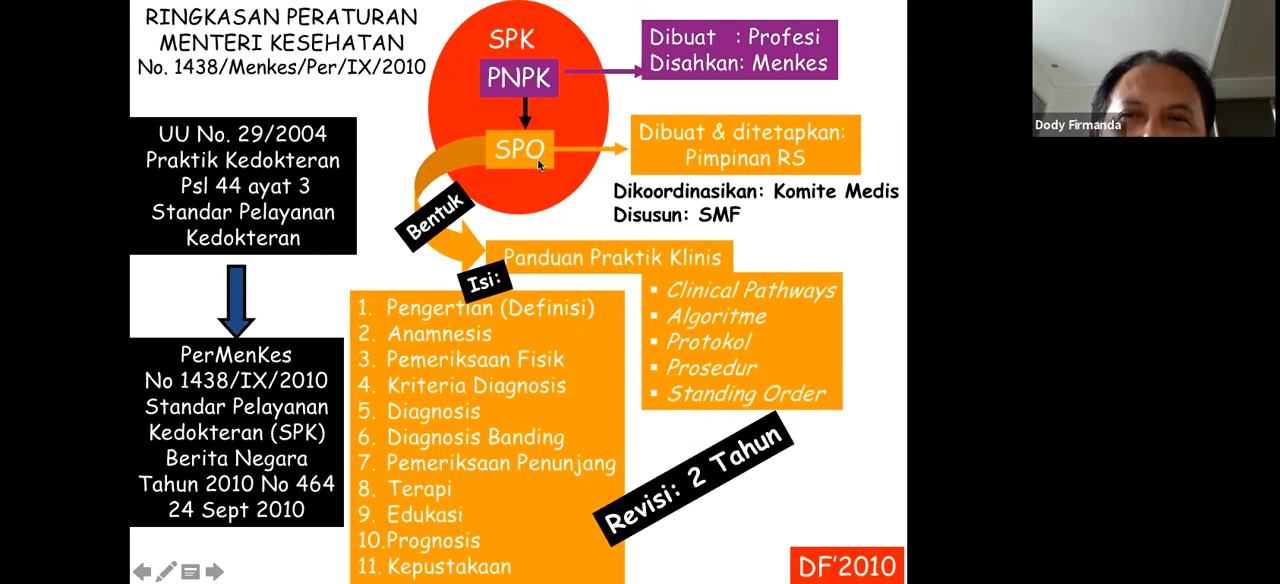 RINGKASAN PERATURAN
MENTERI KESEHATAN
No. 1438/Menkes/Per/IX/2010
UU No. 29/2004
Praktik Kedokteran
Psl 44 ayat 3
Standar Pelayanan
Kedokteran
PerMenKes
No 1438/IX/2010
Standar Pelayanan
Kedokteran (SPK)
Berita Negara
Tahun 2010 No 464
24 Sept 2010
SPK
PNPK
SPO
Dibuat : Profesi
Disahkan: Menkes
Dibuat & ditetapkan:
Pimpinan RS
Dikoordinasikan: Komite Medis
Disusun: SMF
Bentuk
Panduan Praktik Klinis
Isi:
1. Pengertian (Definisi)
2. Anamnesis
3. Pemeriksaan Fisik
4. Kriteria Diagnosis
5. Diagnosis
6. Diagnosis Banding
7. Pemeriksaan Penunjang
8. Terapi
9. Edukasi
10.Prognosis
11. Kepustakaan
▪ Clinical Pathways
▪ Algoritme
▪ Protokol
▪ Prosedur
▪ Standing Order
Revisi: 2 Tahun
DF'2010
Dody Firmanda